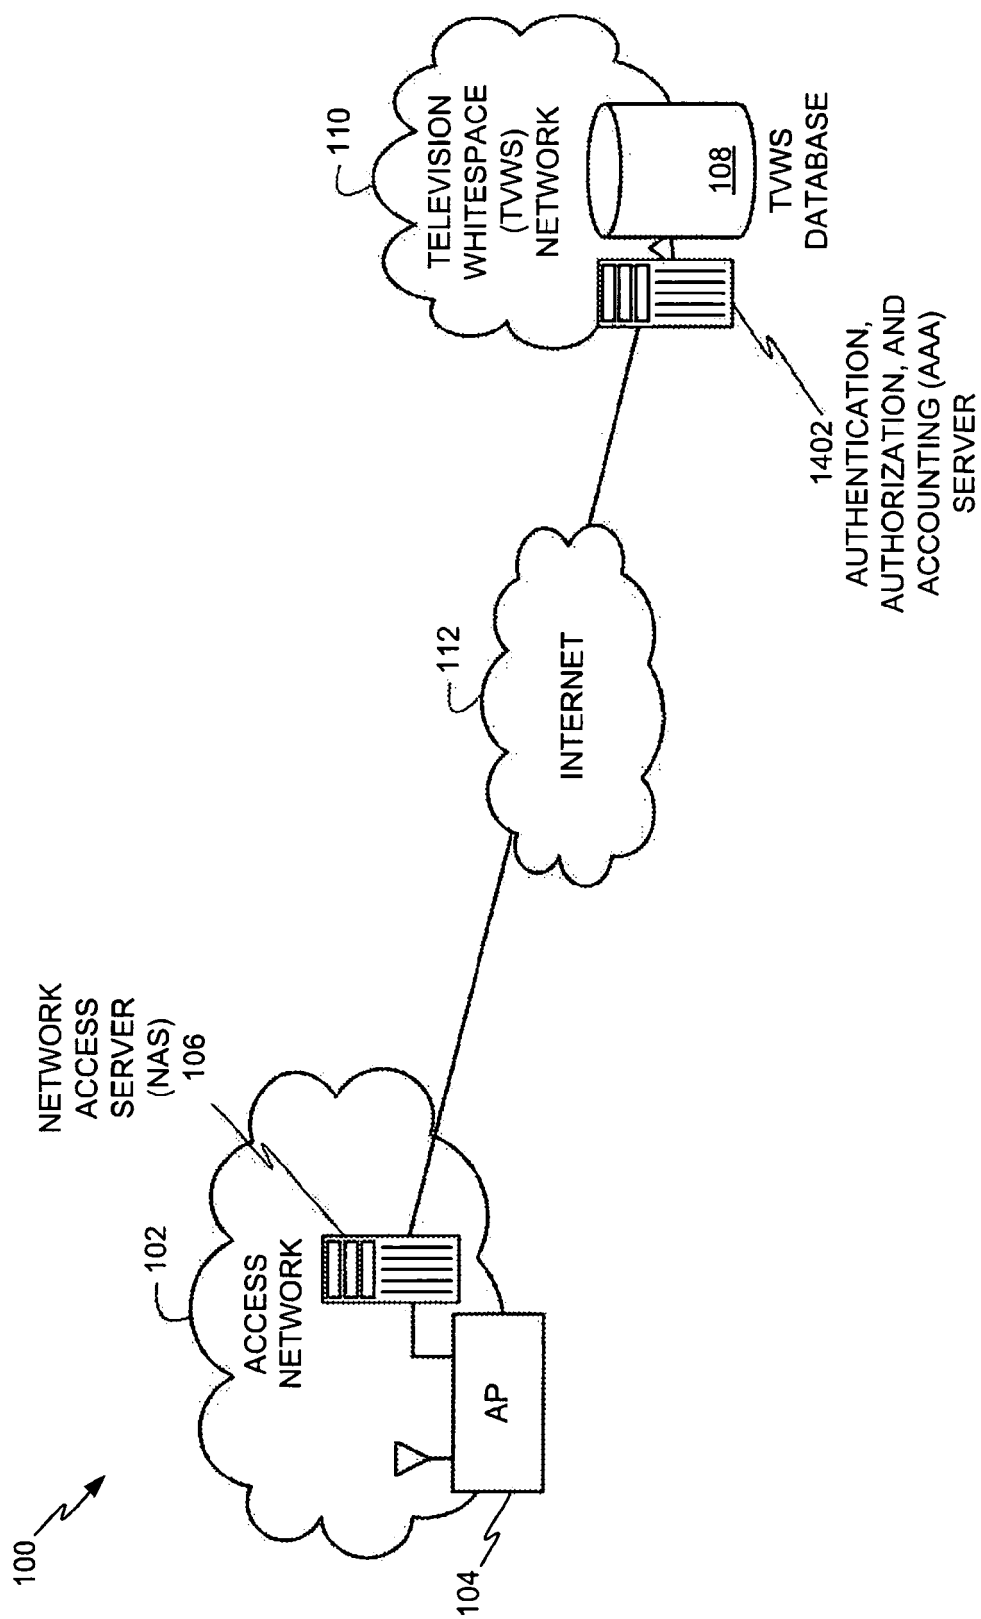 100
102
ACCESS
NETWORK
NETWORK
ACCESS
SERVER
(NAS)
106
AP
104
112
INTERNET
110
TELEVISION
WHITESPACE
(TVWS)
NETWORK
108
TVWS
DATABASE
1402
AUTHENTICATION,
AUTHORIZATION, AND
ACCOUNTING (AAA)
SERVER